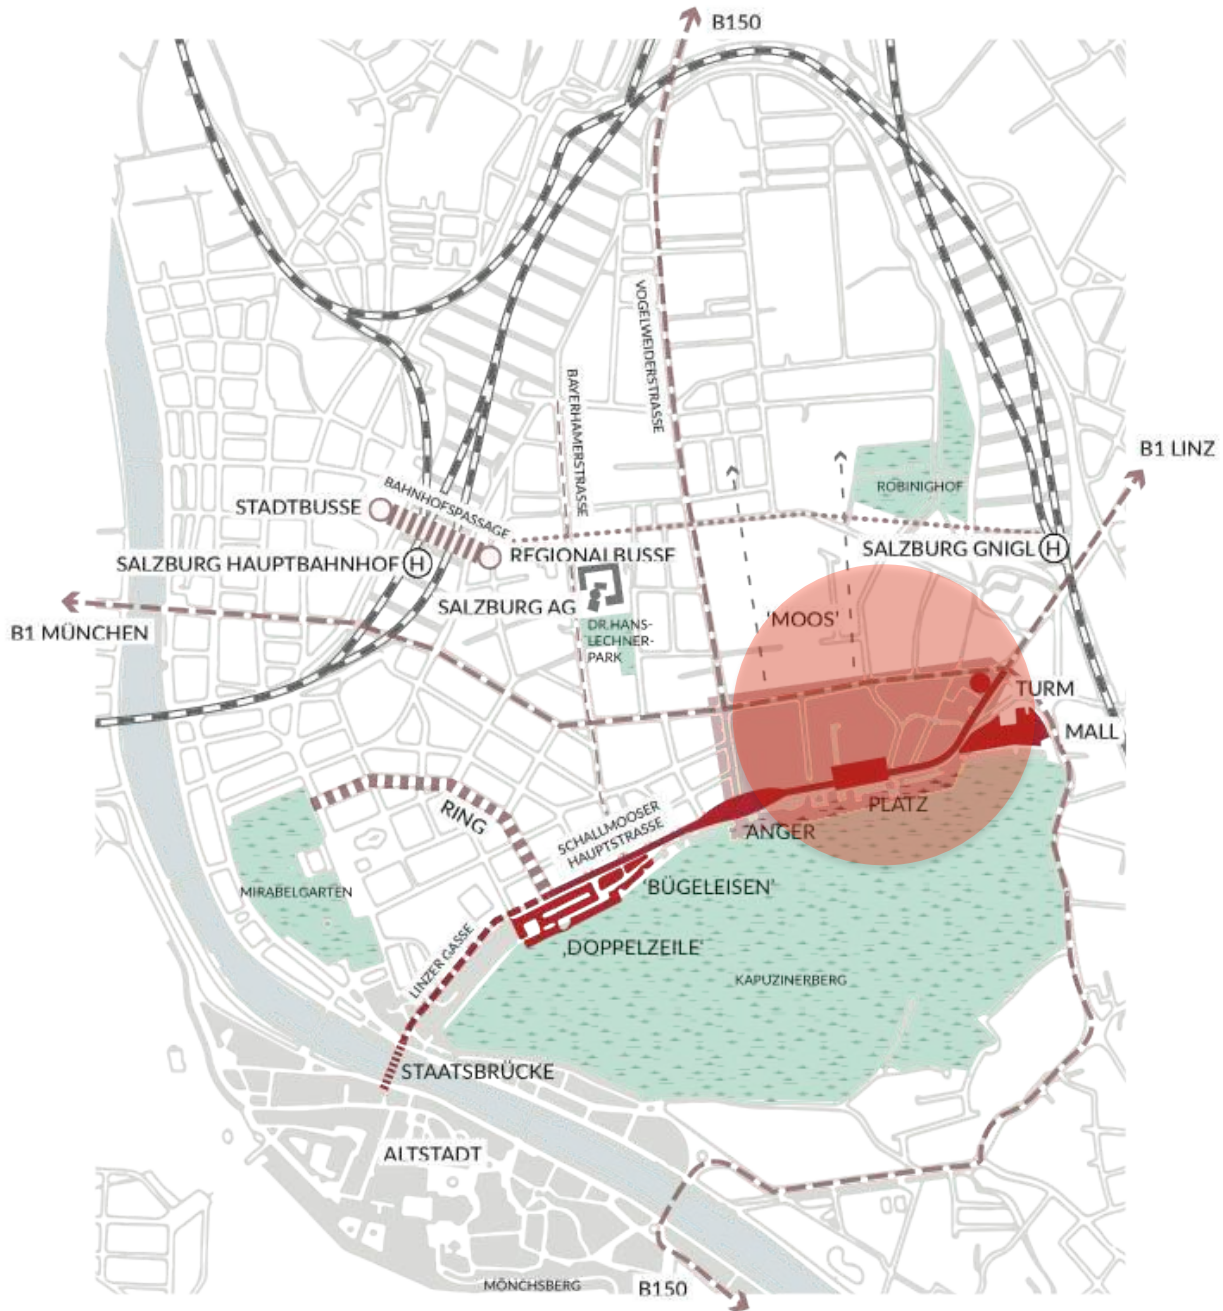 B150
VOGELWEIDERSTRASSE
BAYERHAMERSTRASSE
B1 LINZ
ROBINIGHOF
BAHNHOFSPASSAGE
STADTBUSSE
REGIONALBUSSE
SALZBURG GNIGL H
SALZBURG HAUPTBAHNHOF H
SALZBURG AG
'MOOS'
B1 MÜNCHEN
DR.HANS-
LECHNER-
PARK
TURM
MALL
RING
SCHALLMOOSER
HAUPTSTRASSE
PLATZ
ANGER
MIRABELGARTEN
'BÜGELEISEN'
LINZER GASSE
‚DOPPELZEILE'
KAPUZINERBERG
STAATSBRÜCKE
ALTSTADT
MÖNCHSBERG
B150